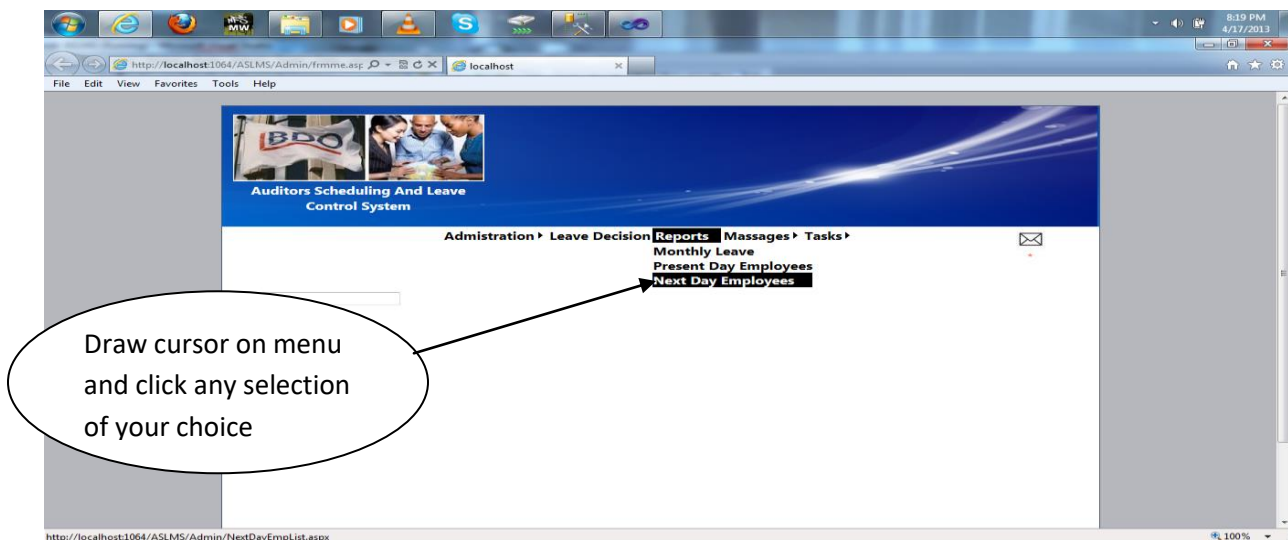 MW
8:19 PM
4/17/2013
http://localhost:1064/ASLMS/Admin/frmme.asp
localhost
File Edit View Favorites Tools Help
BDO
Auditors Scheduling And Leave
Control System
Admistration Leave Decision Reports Massages Tasks
Monthly Leave
Present Day Employees
Next Day Employees
Draw cursor on menu
and click any selection
of your choice
http://localhost:1064/ASLMS/Admin/NextDayEmpList.aspx
100%